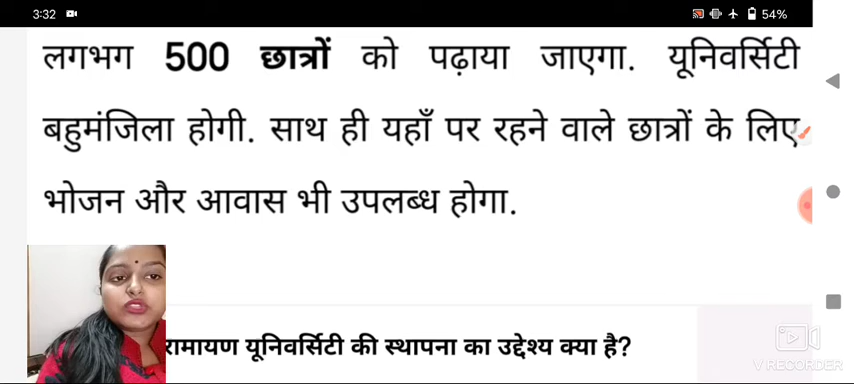 3:32
54%
लगभग 500 छात्रों को पढ़ाया जाएगा. यूनिवर्सिटी
बहुमंजिला होगी. साथ ही यहाँ पर रहने वाले छात्रों के लिए
भोजन और आवास भी उपलब्ध होगा.
रामायण यूनिवर्सिटी की स्थापना का उद्देश्य क्या है?
V RECORDER